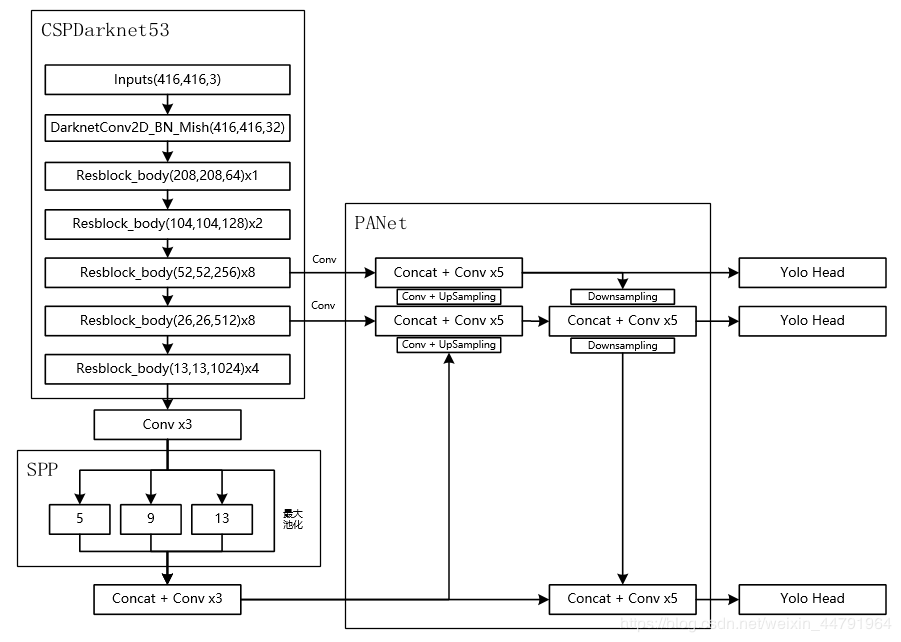 CSPDarknet53
Inputs(416,416,3)
DarknetConv2D_BN_Mish(416,416,32)
Resblock_body(208,208,64)x1
Resblock_body(104,104,128)x2
Resblock_body(52,52,256)x8
Resblock_body(26,26,512)x8
Resblock_body(13,13,1024)x4
Conv x3
SPP
5
9
13
最大
池化
Concat + Conv x3
Conv
Conv
PANet
Concat + Conv x5
Conv + UpSampling
Concat + Conv x5
Conv + UpSampling
Downsampling
Concat + Conv x5
Downsampling
Concat + Conv x5
Yolo Head
Yolo Head
Yolo Head
https://blog.csdn.net/weixin_44791964